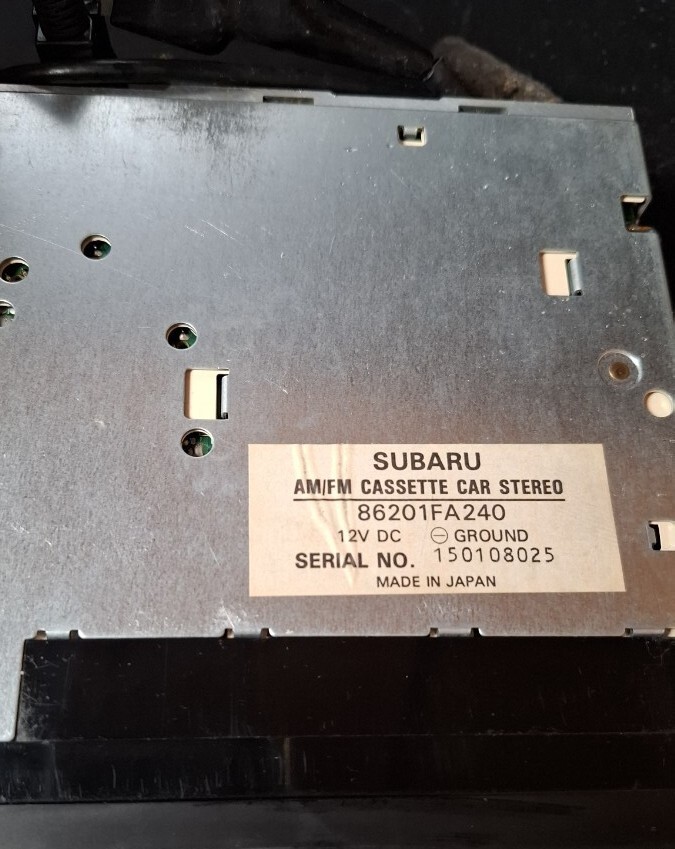 SUBARU
AM/FM CASSETTE CAR STEREO
86201FA240
12V DC ⊖ GROUND
SERIAL NO. 150108025
MADE IN JAPAN